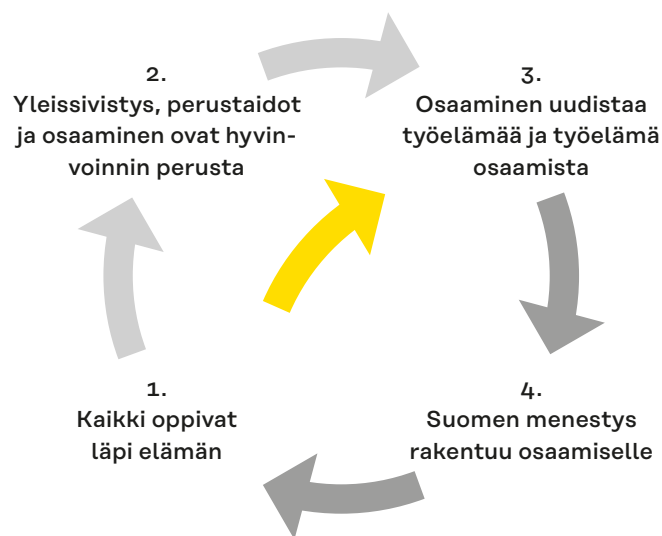 2.
Yleissivistys, perustaidot
ja osaaminen ovat hyvin-
voinnin perusta
3.
Osaaminen uudistaa
työelämää ja työelämä
osaamista
1.
Kaikki oppivat
läpi elämän
4.
Suomen menestys
rakentuu osaamiselle